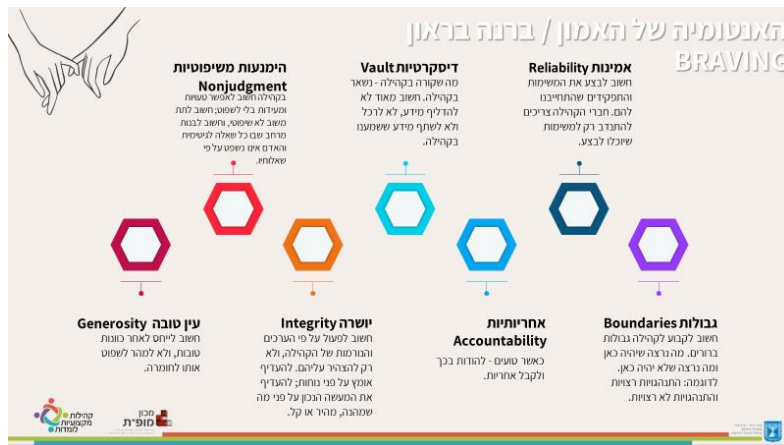 האנטומיה של האמון / ברנה בראון
BRAVING
אמינות Reliability
חשוב לבצע את המשימות
והתפקידים שהתחייבנו
להם. חברי הקהילה צריכים
להתנדב רק למשימות
שיוכלו לבצע.
דיסקרטיות Vault
מה שקורה בקהילה - נשאר
בקהילה. חשוב מאוד לא
להדליף מידע, לא לרכל
ולא לשתף מידע ששמענו
בקהילה.
הימנעות משיפוטיות
Nonjudgment
בקהילה חשוב לאפשר טעויות
ומעידות בלי לשפוט; חשוב לתת
משוב לא שיפוטי, וחשוב לבנות
מרחב שבו כל שאלה לגיטימית
והאדם אינו נשפט על פי
שאלותיו.
גבולות Boundaries
חשוב לקבוע לקהילה גבולות
ברורים. מה נרצה שיהיה כאן
ומה נרצה שלא יהיה כאן.
לדוגמה: התנהגויות רצויות
והתנהגויות לא רצויות.
אחריותיות
Accountability
כאשר טועים - להודות בכך
ולקבל אחריות.
יושרה Integrity
חשוב לפעול על פי הערכים
והנורמות של הקהילה, ולא
רק להצהיר עליהם. להעדיף
אומץ על פני נוחות; להעדיף
את המעשה הנכון על פני מה
שמהנה, מהיר או קל.
עין טובה Generosity
חשוב לייחס לאחר כוונות
טובות, ולא למהר לשפוט
אותו לחומרה.
קהילות
מקצועיות
לומדות
מכון
מופ״ת